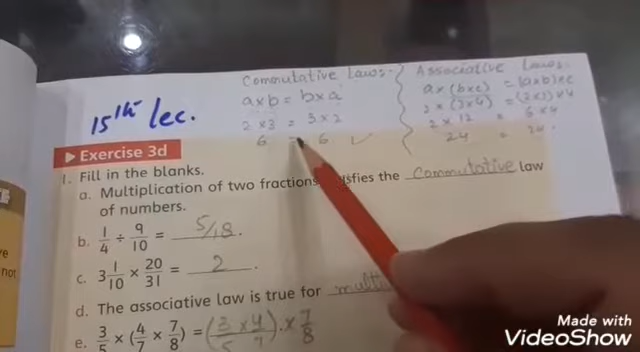 Commutative Laws:-
a×b = b×a
2×3 = 3×2
6 = 6 ✓
Associative Laws:-
a×(b×c) = (a×b)×c
2×(3×4) = (2×3)×4
2×12 = 6×4
24 = 24.
15th lec.
▶ Exercise 3d
1. Fill in the blanks.
a. Multiplication of two fractions satisfies the Commutative law
of numbers.
b. 1/4 ÷ 9/10 = 5/18.
c. 3 1/10 × 20/31 = 2.
d. The associative law is true for
e. 3/5 × (4/7 × 7/8) = (3/5 × 4/7) × 7/8
e
not
Made with
VideoShow